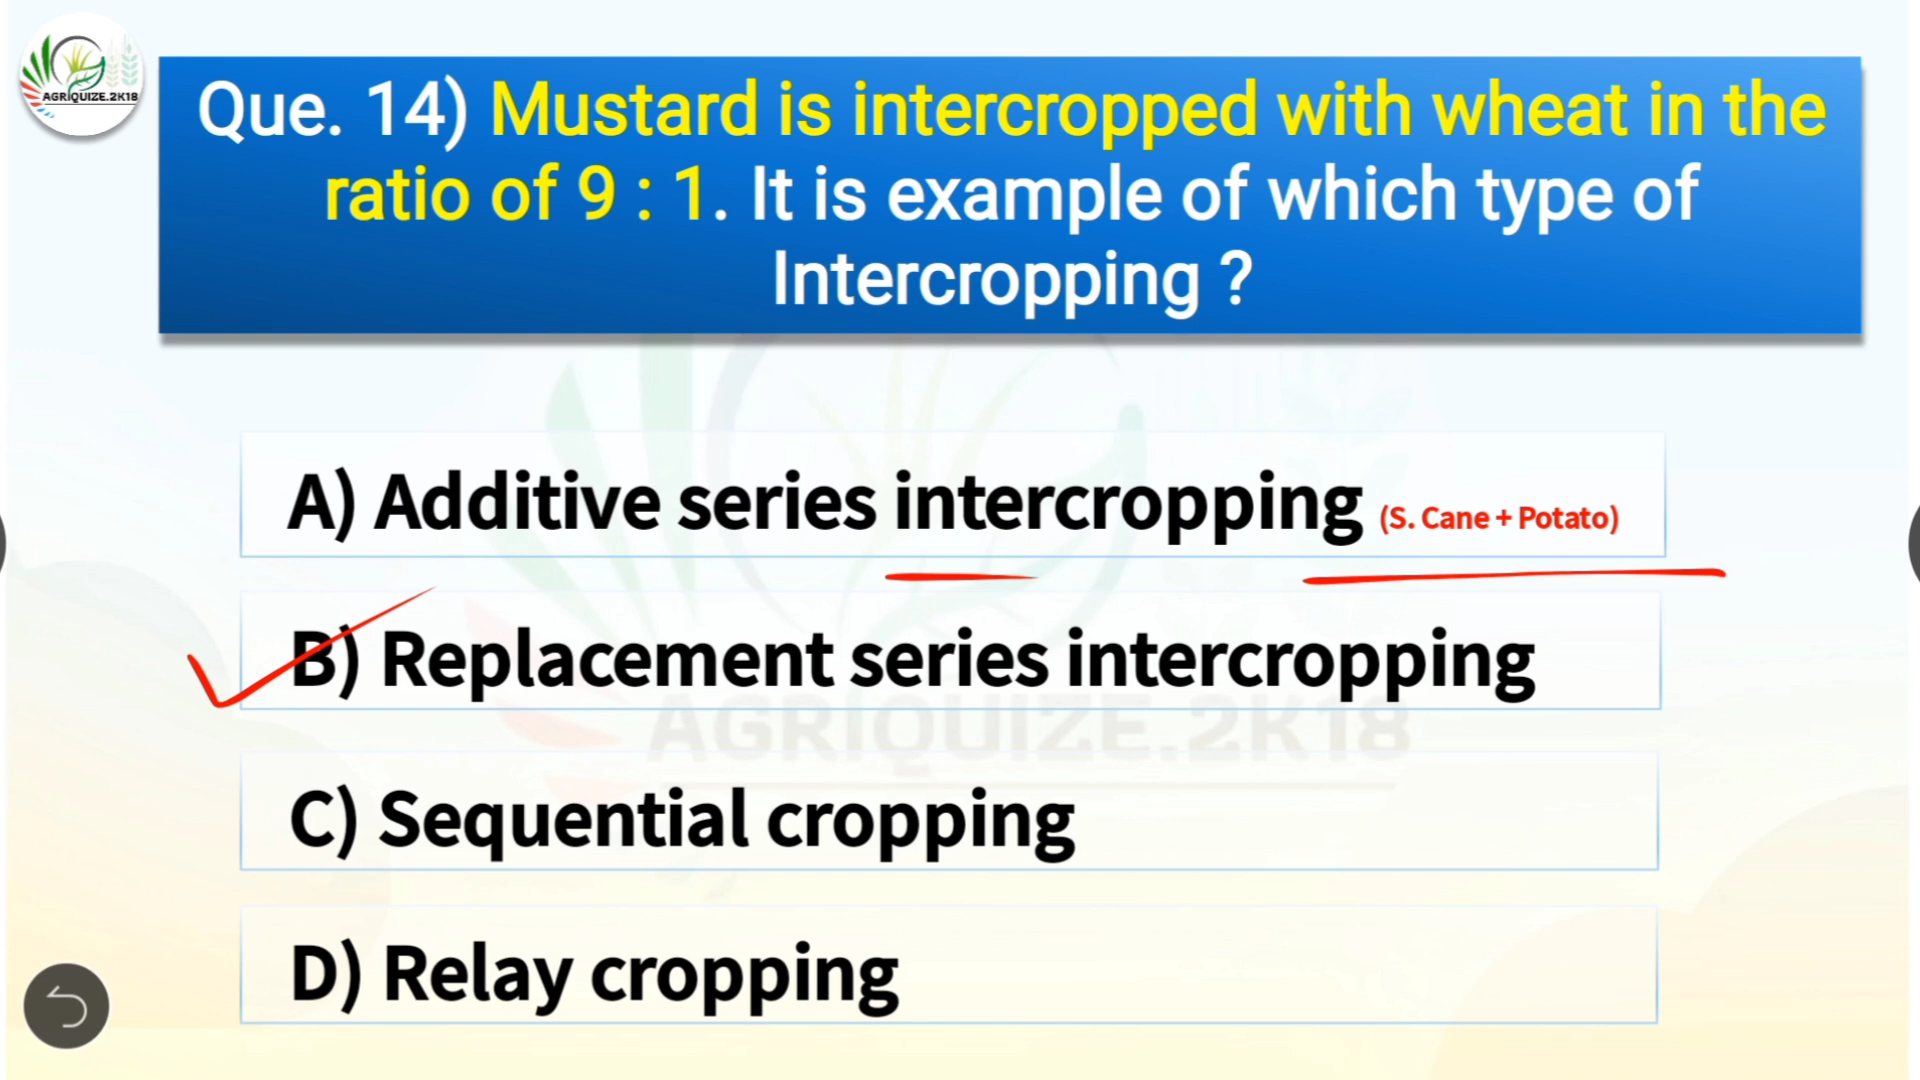 AGRIQUIZE.2K18
Que. 14) Mustard is intercropped with wheat in the
ratio of 9 : 1. It is example of which type of
Intercropping ?
A) Additive series intercropping (S. Cane + Potato)
B) Replacement series intercropping
AGRIQUIZE.2K18
C) Sequential cropping
D) Relay cropping